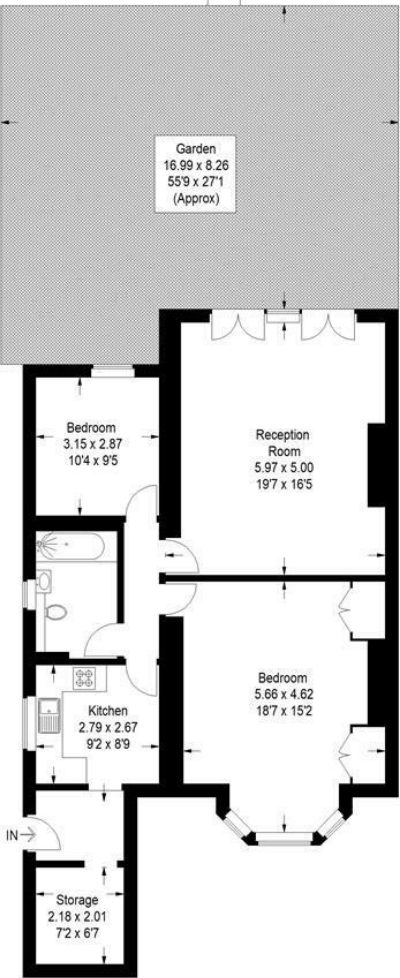 Garden
16.99 x 8.26
55'9 x 27'1
(Approx)
Bedroom
3.15 x 2.87
10'4 x 9'5
Reception
Room
5.97 x 5.00
19'7 x 16'5
Bedroom
5.66 x 4.62
18'7 x 15'2
Kitchen
2.79 x 2.67
9'2 x 8'9
IN
Storage
2.18 x 2.01
7'2 x 6'7